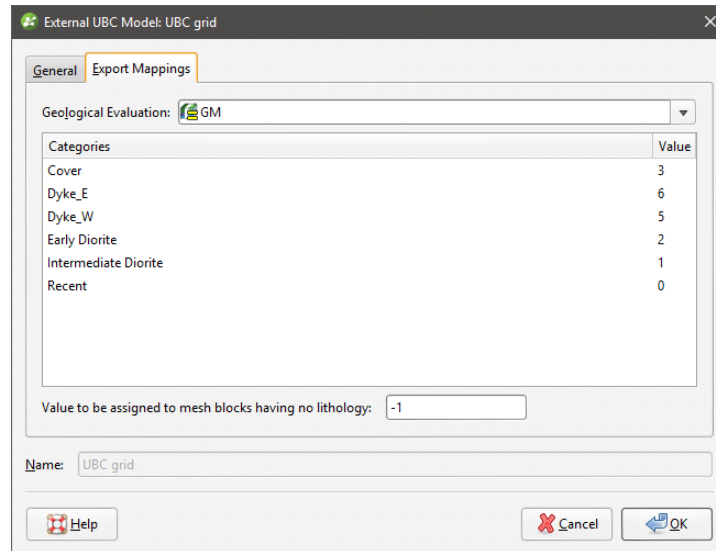 External UBC Model: UBC grid
General Export Mappings
Geological Evaluation: GM
Categories Value
Cover 3
Dyke_E 6
Dyke_W 5
Early Diorite 2
Intermediate Diorite 1
Recent 0
Value to be assigned to mesh blocks having no lithology: -1
Name: UBC grid
Help Cancel OK